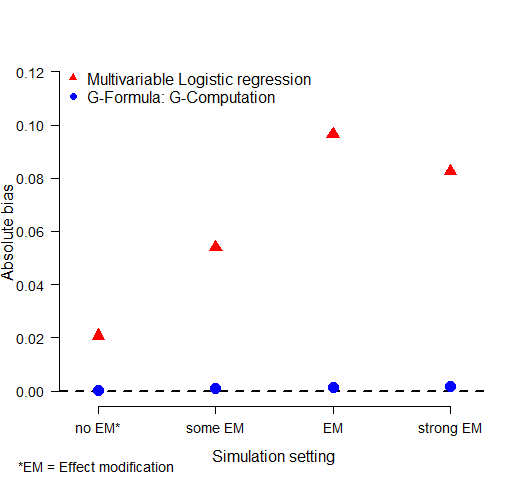 0.12
Multivariable Logistic regression
G-Formula: G-Computation
0.10
0.08
0.06
0.04
0.02
0.00
Absolute bias
no EM*
some EM
EM
strong EM
Simulation setting
*EM = Effect modification